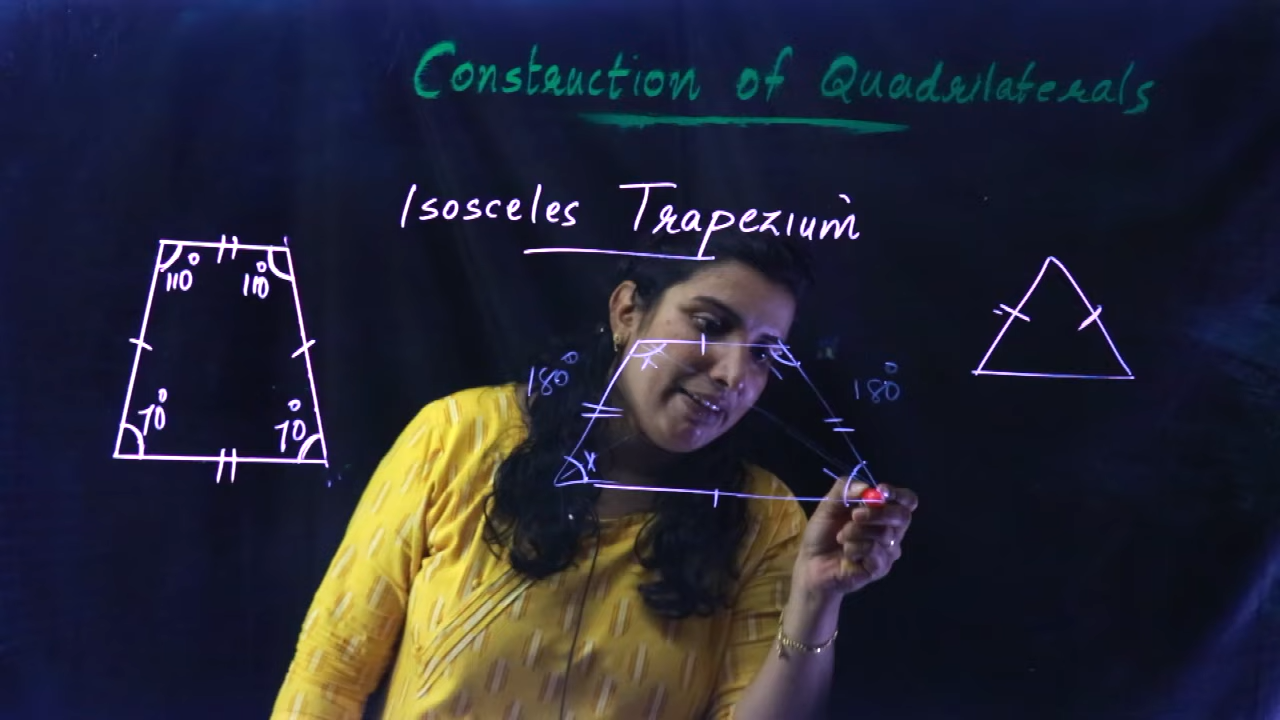 Construction of Quadrilaterals
Isosceles Trapezium
110° 110°
180° 180°
70° 70°
x
x